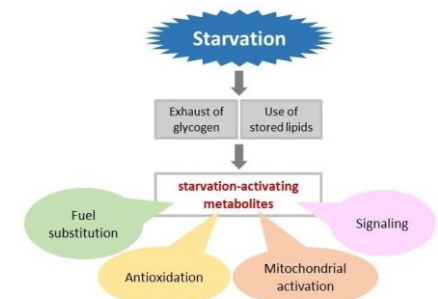 Starvation
Exhaust of
glycogen
Use of
stored lipids
starvation-activating
metabolites
Fuel
substitution
Signaling
Antioxidation
Mitochondrial
activation